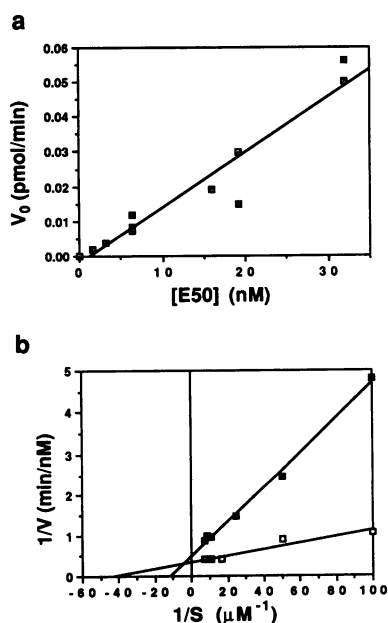 a
0.06
0.05
0.04
0.03
0.02
0.01
0.00
V₀ (pmol/min)
0 10 20 30
[E50] (nM)
b
5
4
3
2
1
0
1/V (min/nM)
-60 -40 -20 0 20 40 60 80 100
1/S (µM⁻¹)